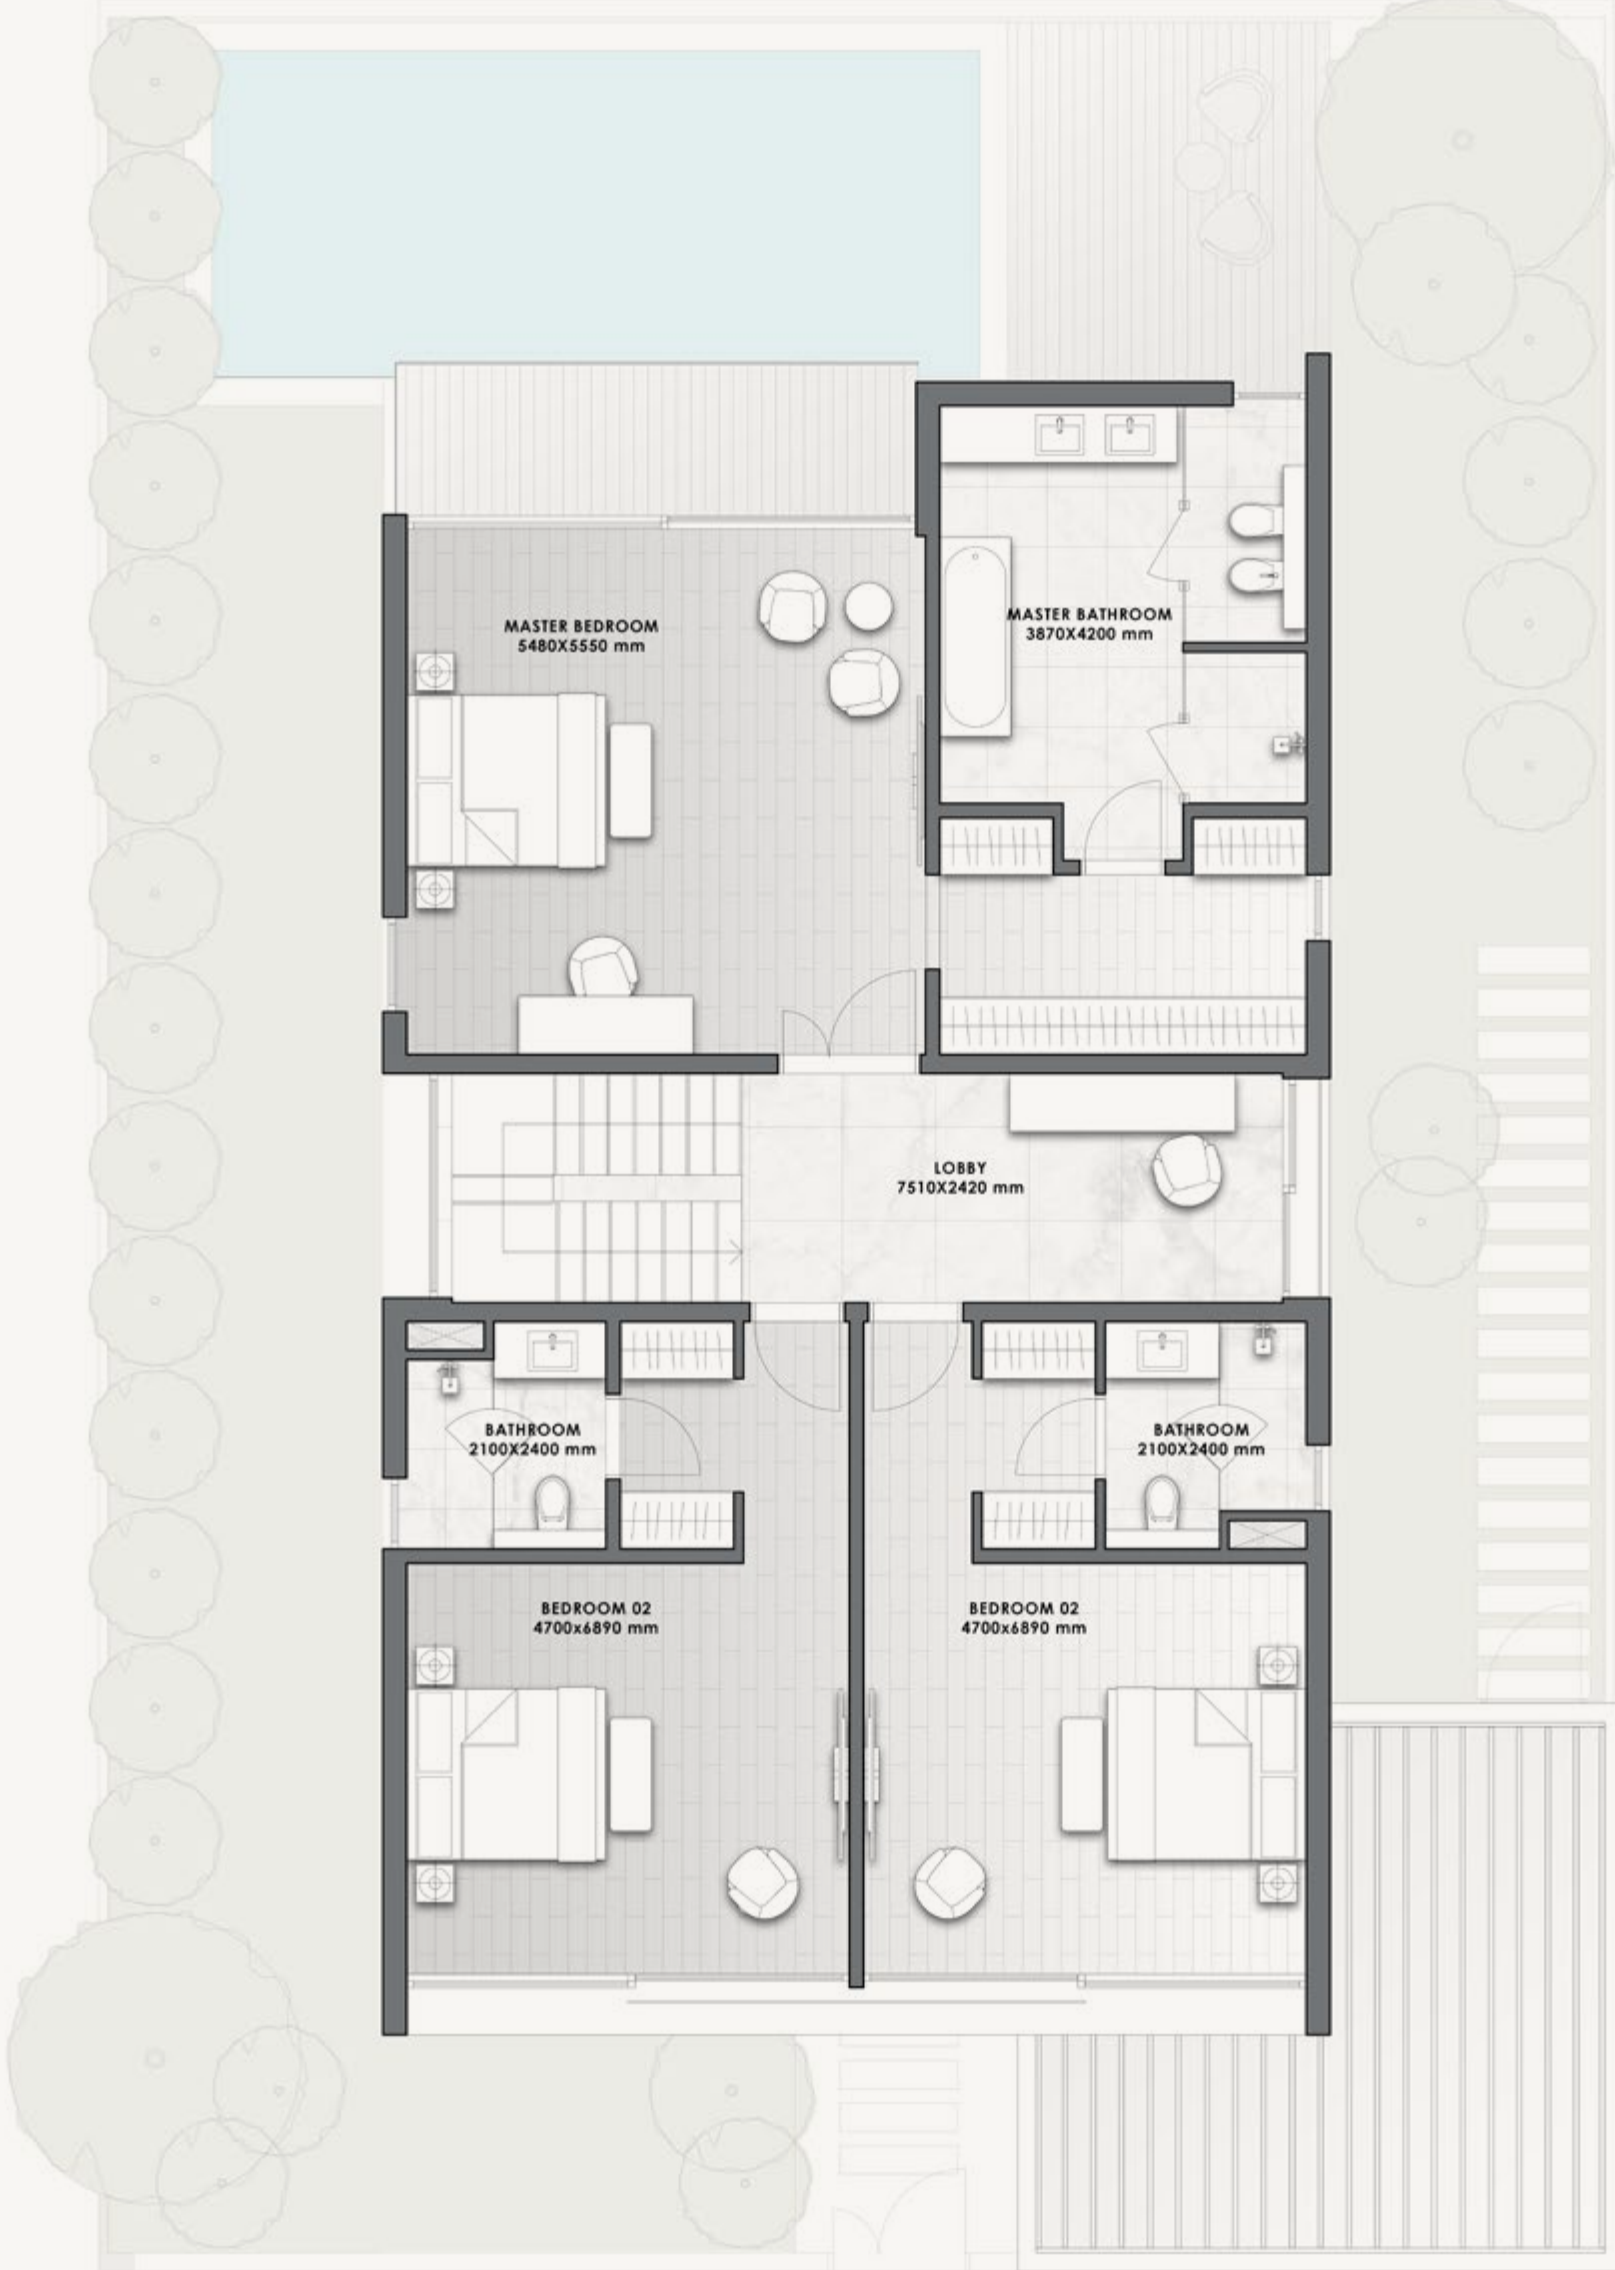 MASTER BEDROOM
5480X5550 mm
MASTER BATHROOM
3870X4200 mm
LOBBY
7510X2420 mm
BATHROOM
2100X2400 mm
BATHROOM
2100X2400 mm
BEDROOM 02
4700x6890 mm
BEDROOM 02
4700x6890 mm